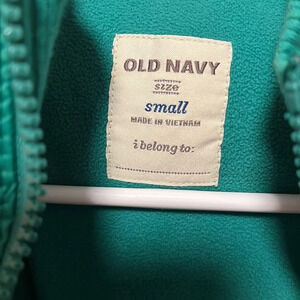 OLD NAVY
size
small
MADE IN VIETNAM
i belong to: